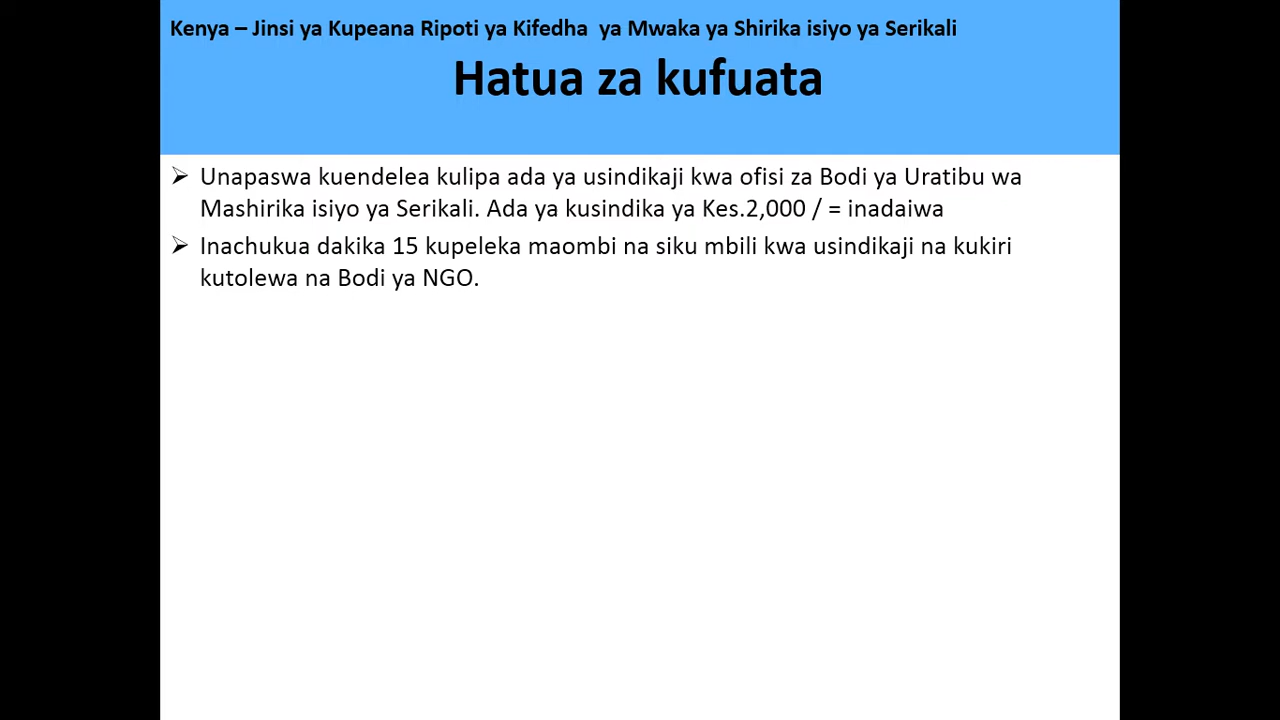 Kenya – Jinsi ya Kupeana Ripoti ya Kifedha ya Mwaka ya Shirika isiyo ya Serikali
Hatua za kufuata
➢ Unapaswa kuendelea kulipa ada ya usindikaji kwa ofisi za Bodi ya Uratibu wa
Mashirika isiyo ya Serikali. Ada ya kusindika ya Kes.2,000 / = inadaiwa
➢ Inachukua dakika 15 kupeleka maombi na siku mbili kwa usindikaji na kukiri
kutolewa na Bodi ya NGO.